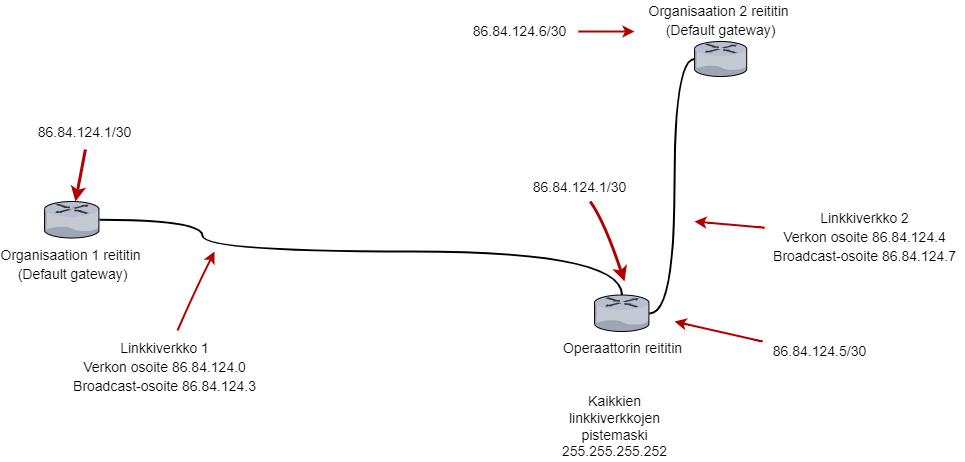 Organisaation 2 reititin
(Default gateway)
86.84.124.6/30
86.84.124.1/30
86.84.124.1/30
Organisaation 1 reititin
(Default gateway)
Linkkiverkko 2
Verkon osoite 86.84.124.4
Broadcast-osoite 86.84.124.7
Linkkiverkko 1
Verkon osoite 86.84.124.0
Broadcast-osoite 86.84.124.3
Operaattorin reititin
86.84.124.5/30
Kaikkien
linkkiverkkojen
pistemaski
255.255.255.252